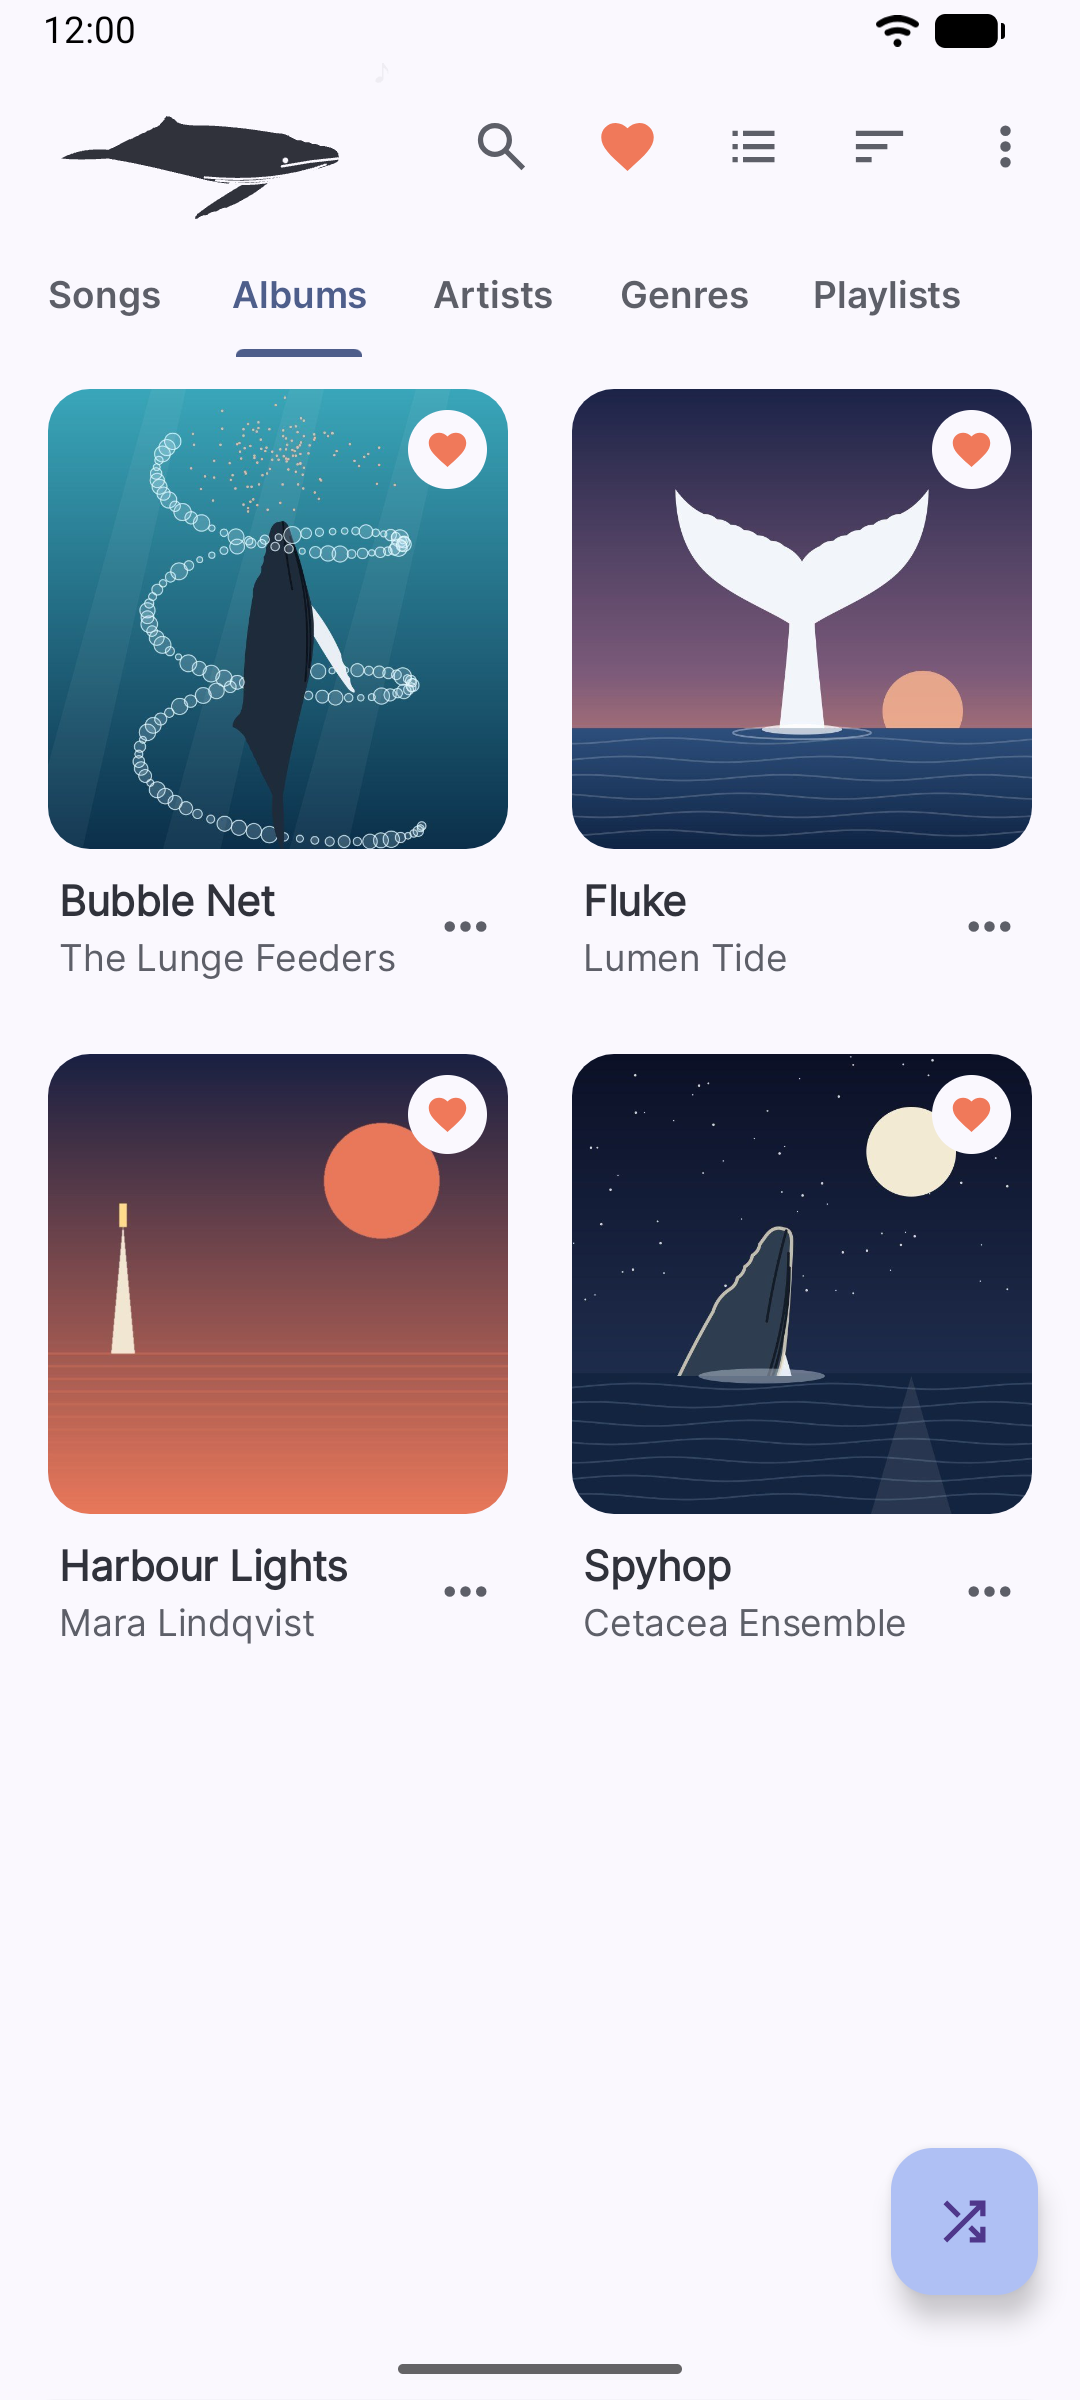 12:00
Songs Albums Artists Genres Playlists
Bubble Net
The Lunge Feeders
Fluke
Lumen Tide
Harbour Lights
Mara Lindqvist
Spyhop
Cetacea Ensemble